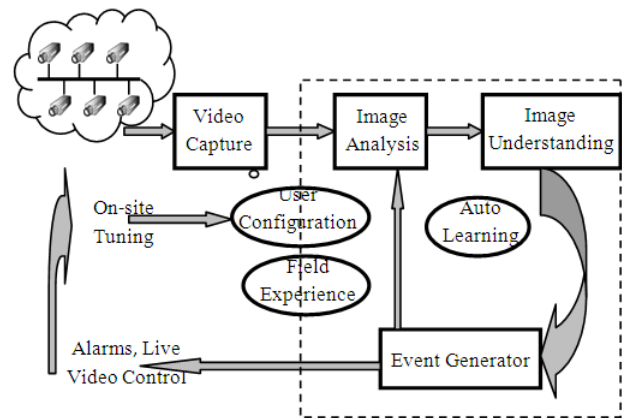 Video
Capture
Image
Analysis
Image
Understanding
On-site
Tuning
User
Configuration
Auto
Learning
Field
Experience
Alarms, Live
Video Control
Event Generator